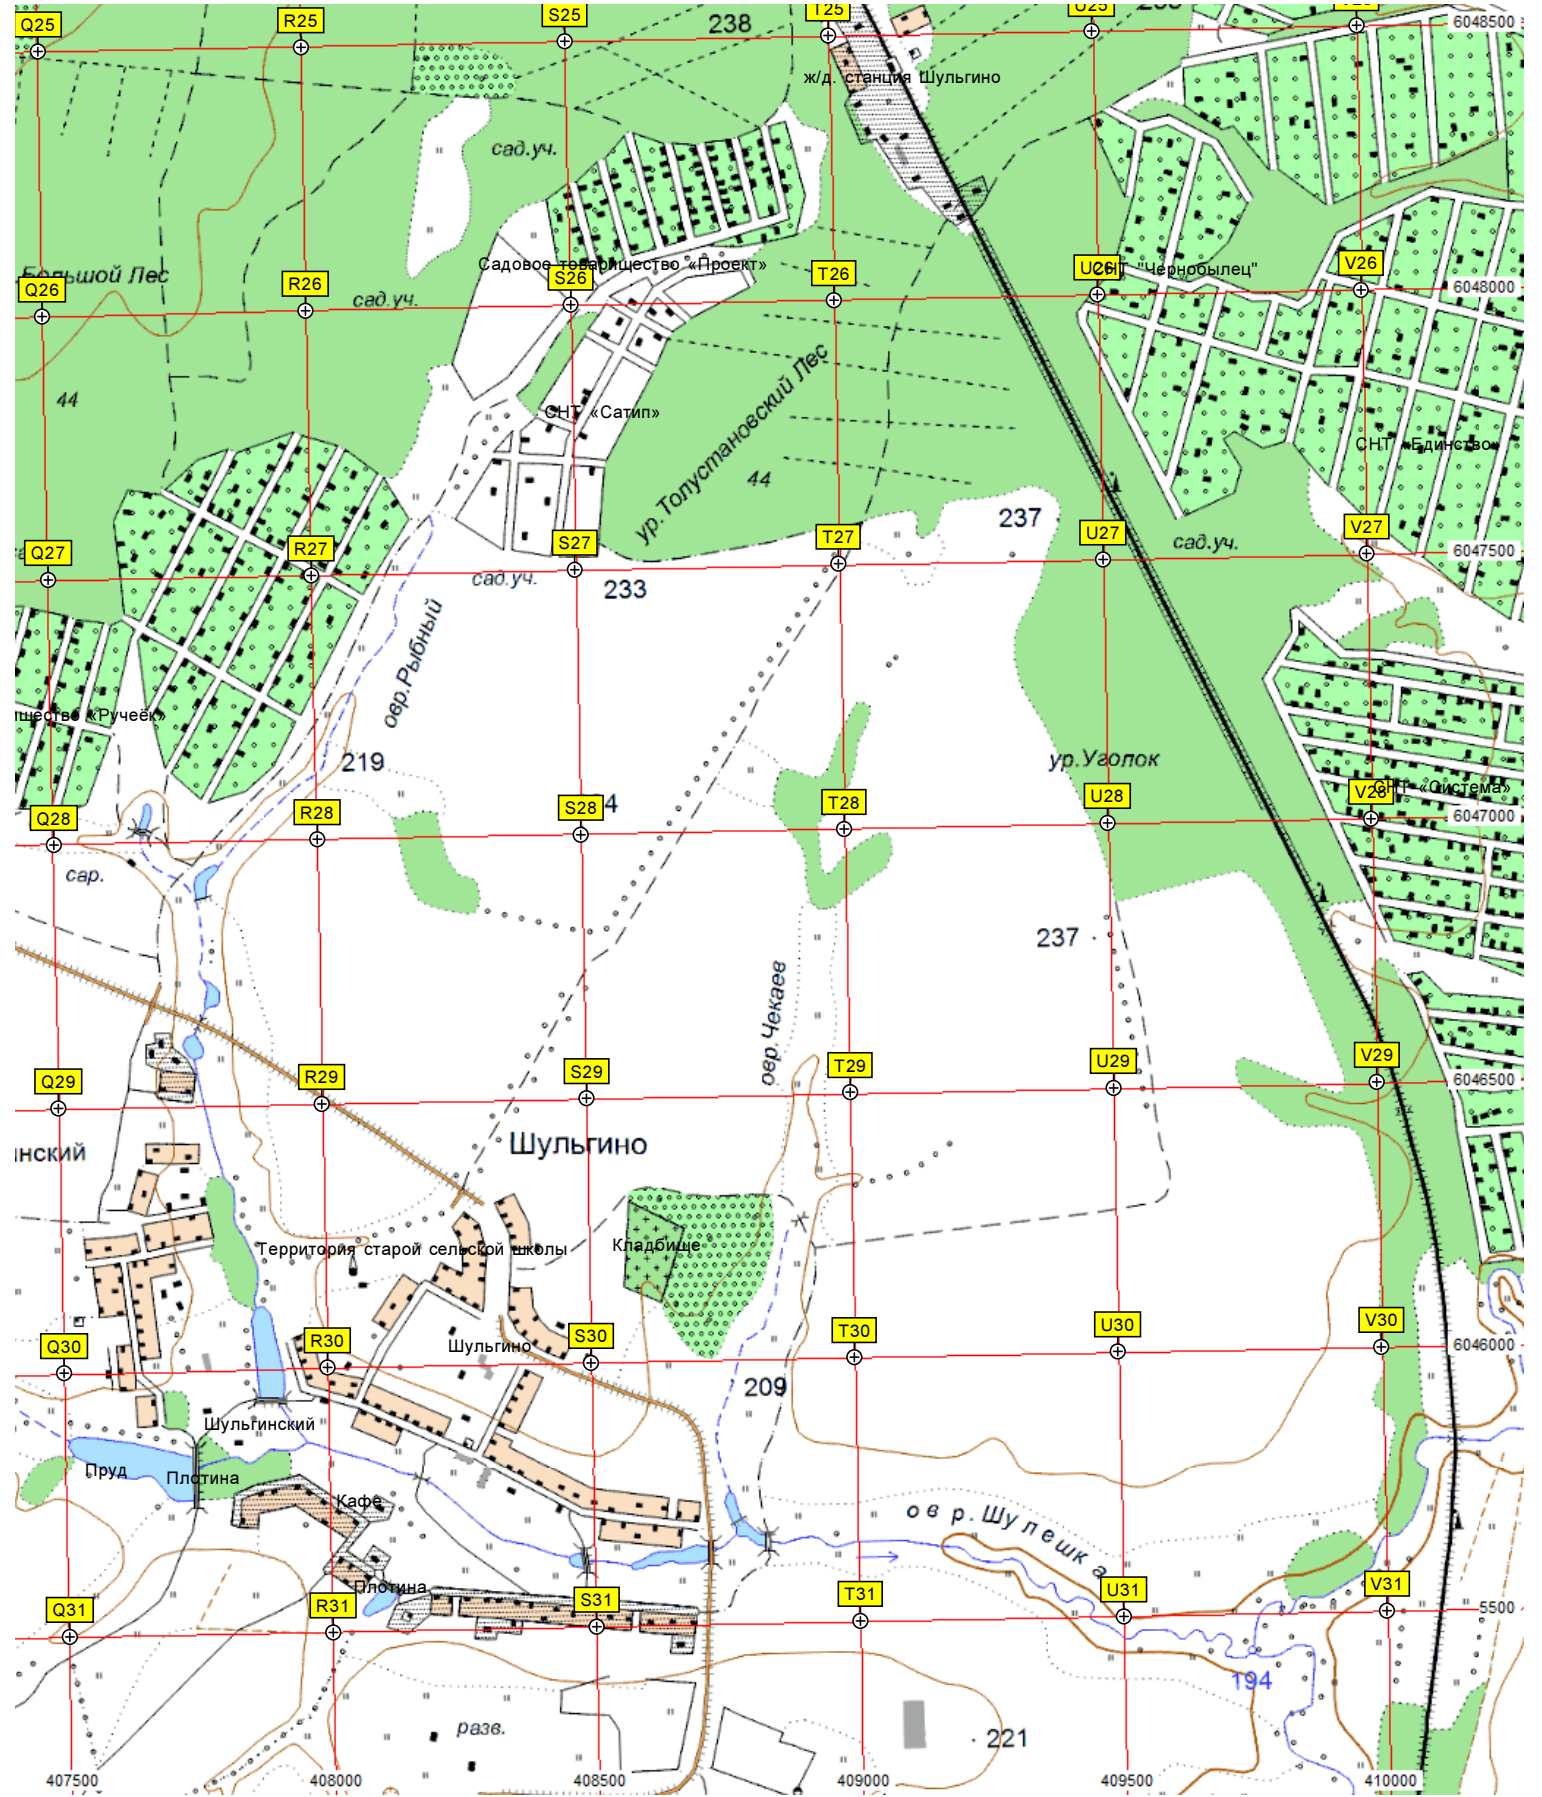 Q25
R25
S25
238
T25
U25
6048500
ж/д. станция Шульгино
сад.уч.
Большой Лес
Q26
R26
сад.уч.
Садовое товарищество «Проект»
S26
T26
U26
СНТ "Чернобылец"
V26
6048000
44
СНТ «Сатип»
ур. Толустановский Лес
44
СНТ «Единство»
237
Q27
R27
S27
сад.уч.
233
T27
U27
сад.уч.
V27
6047500
овр.Рыбный
«Ручеёк»
219
ур.Уголок
Q28
R28
S28
T28
U28
V28
СНТ «Система»
6047000
сар.
237
овр.Чекаев
Q29
R29
S29
T29
U29
V29
6046500
Шульгино
нский
Территория старой сельской школы
Кладбище
Q30
R30
Шульгино
S30
T30
U30
V30
6046000
209
Шульгинский
Пруд
Плотина
Кафе
овр.Шулешка
Плотина
Q31
R31
S31
T31
U31
V31
5500
194
разв.
221
407500
408000
408500
409000
409500
410000